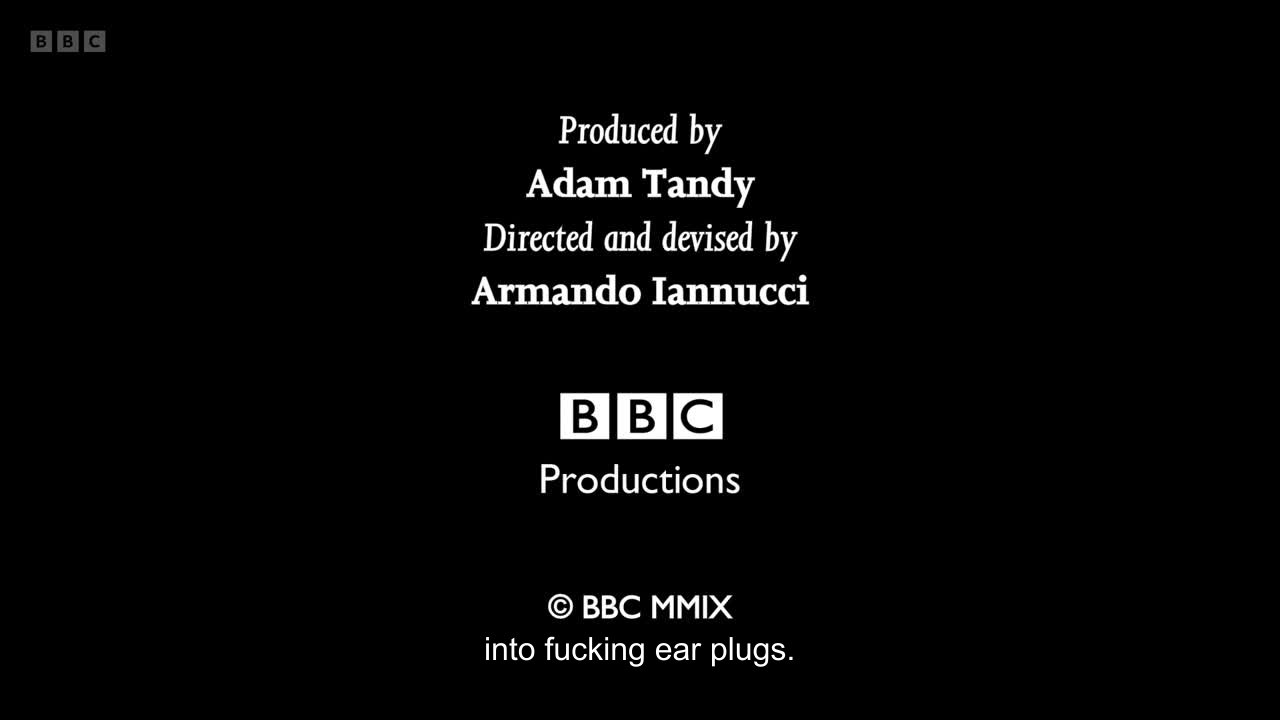 BBC
Produced by
Adam Tandy
Directed and devised by
Armando Iannucci
BBC
Productions
© BBC MMIX
into fucking ear plugs.